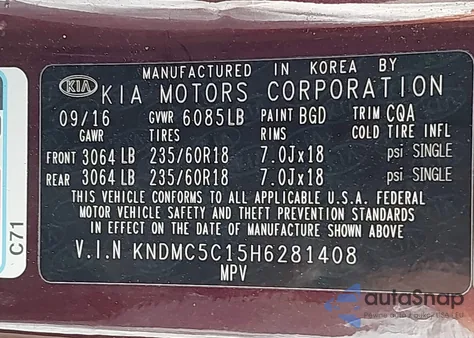 MANUFACTURED IN KOREA BY
KIA KIA MOTORS CORPORATION
09/16 GVWR 6085LB PAINT BGD TRIM CQA
GAWR TIRES RIMS COLD TIRE INFL
FRONT 3064 LB 235/60R18 7.0Jx18 psi SINGLE
REAR 3064 LB 235/60R18 7.0Jx18 psi SINGLE
THIS VEHICLE CONFORMS TO ALL APPLICABLE U.S.A. FEDERAL
MOTOR VEHICLE SAFETY AND THEFT PREVENTION STANDARDS
IN EFFECT ON THE DATE OF MANUFACTURE SHOWN ABOVE
V.I.N KNDMC5C15H6281408
MPV
C71
autoSnap